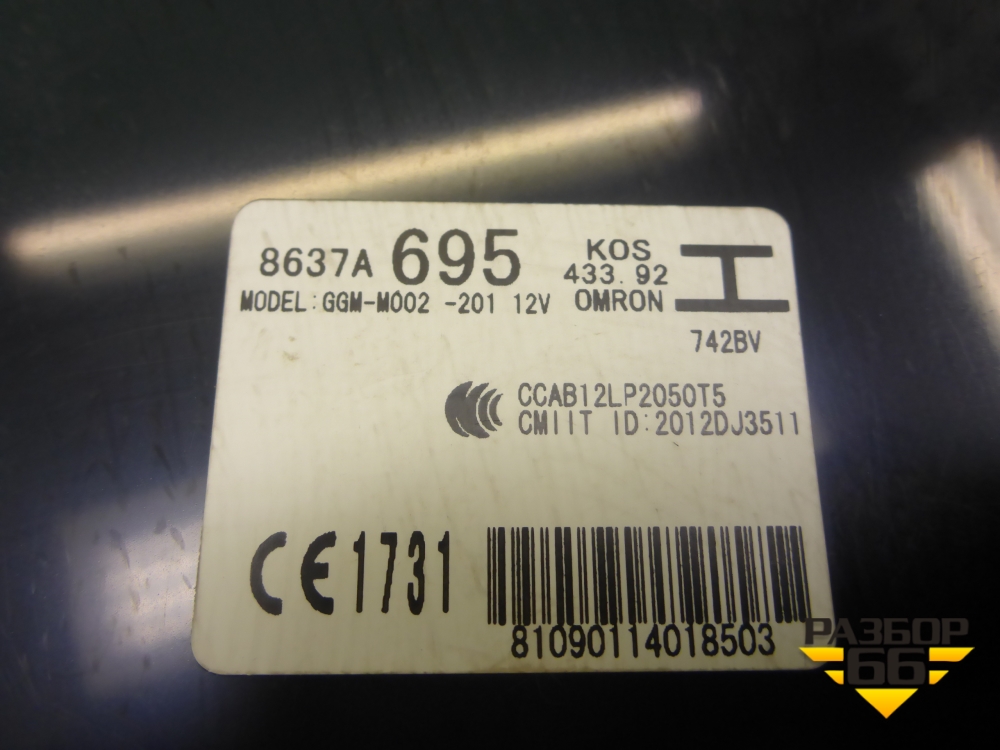 8637A 695 KOS
433.92
MODEL:GGM-M002 -201 12V OMRON
742BV
CCAB12LP2050T5
CMIIT ID:2012DJ3511
CE1731
81090114018503
РАЗБОР
66